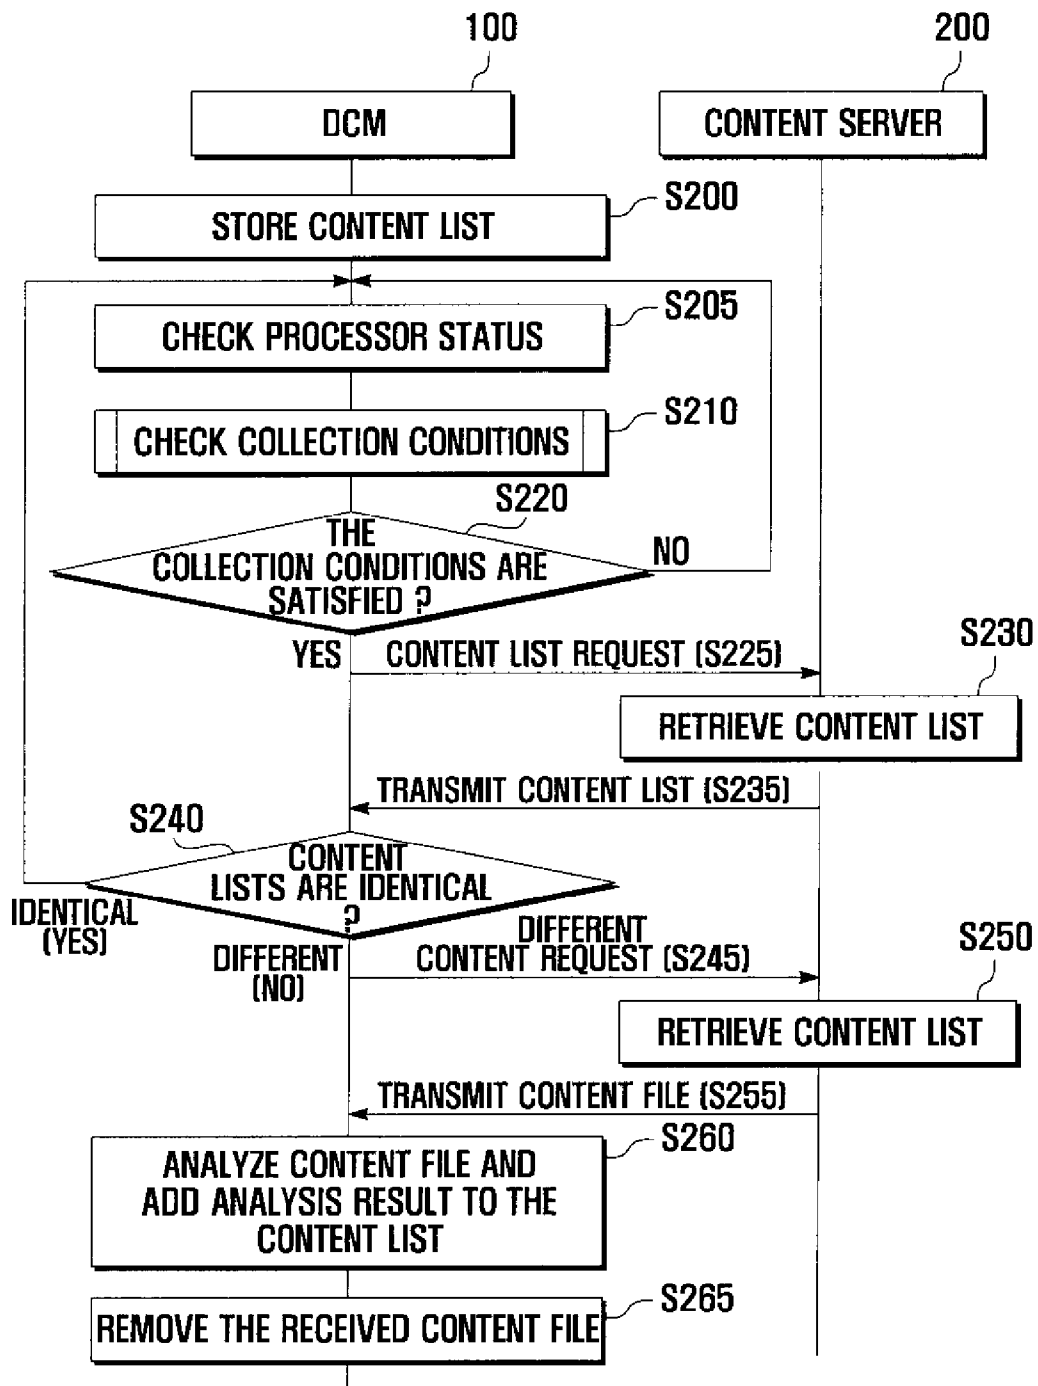 100
200
DCM
CONTENT SERVER
S200
STORE CONTENT LIST
S205
CHECK PROCESSOR STATUS
S210
CHECK COLLECTION CONDITIONS
S220
THE
COLLECTION CONDITIONS ARE
SATISFIED ?
NO
YES
CONTENT LIST REQUEST (S225)
S230
RETRIEVE CONTENT LIST
TRANSMIT CONTENT LIST (S235)
S240
CONTENT
LISTS ARE IDENTICAL
?
IDENTICAL
(YES)
DIFFERENT
(NO)
DIFFERENT
CONTENT REQUEST (S245)
S250
RETRIEVE CONTENT LIST
TRANSMIT CONTENT FILE (S255)
S260
ANALYZE CONTENT FILE AND
ADD ANALYSIS RESULT TO THE
CONTENT LIST
S265
REMOVE THE RECEIVED CONTENT FILE